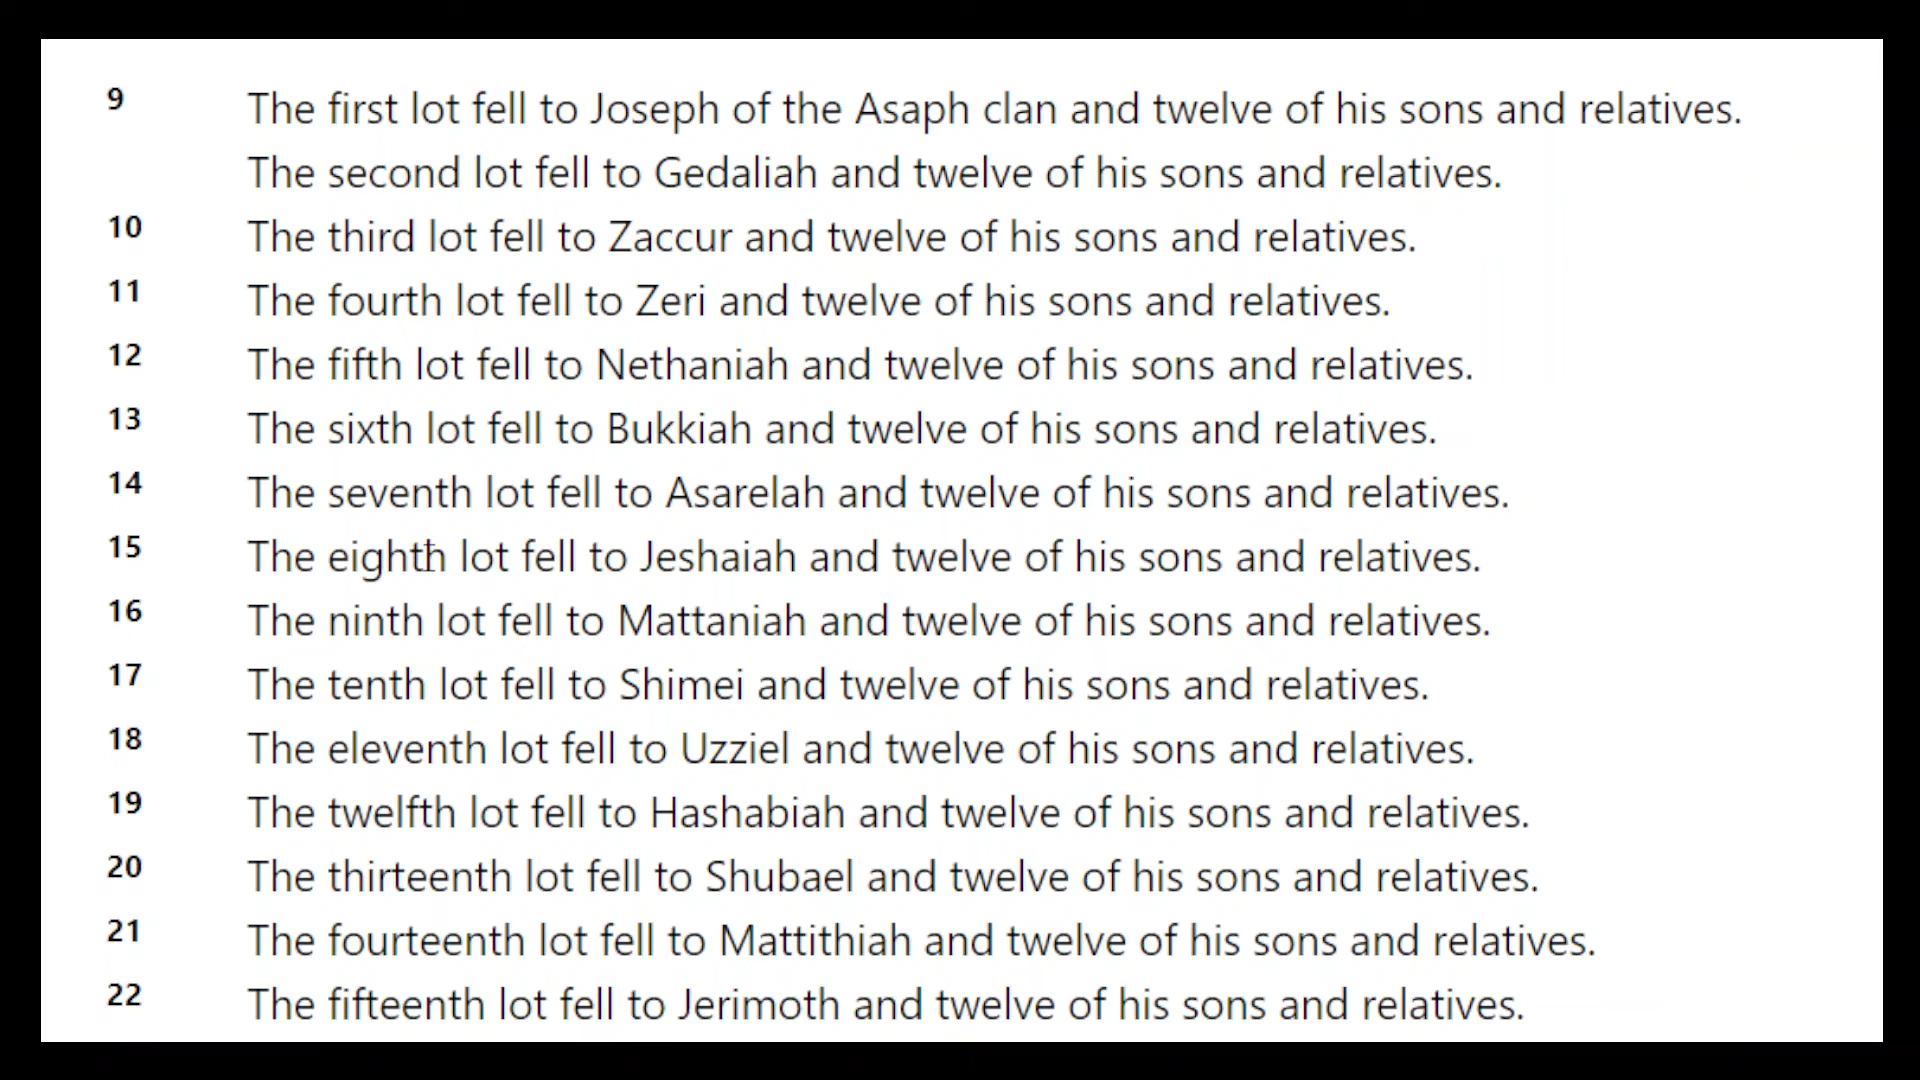 9 The first lot fell to Joseph of the Asaph clan and twelve of his sons and relatives.
The second lot fell to Gedaliah and twelve of his sons and relatives.
10 The third lot fell to Zaccur and twelve of his sons and relatives.
11 The fourth lot fell to Zeri and twelve of his sons and relatives.
12 The fifth lot fell to Nethaniah and twelve of his sons and relatives.
13 The sixth lot fell to Bukkiah and twelve of his sons and relatives.
14 The seventh lot fell to Asarelah and twelve of his sons and relatives.
15 The eighth lot fell to Jeshaiah and twelve of his sons and relatives.
16 The ninth lot fell to Mattaniah and twelve of his sons and relatives.
17 The tenth lot fell to Shimei and twelve of his sons and relatives.
18 The eleventh lot fell to Uzziel and twelve of his sons and relatives.
19 The twelfth lot fell to Hashabiah and twelve of his sons and relatives.
20 The thirteenth lot fell to Shubael and twelve of his sons and relatives.
21 The fourteenth lot fell to Mattithiah and twelve of his sons and relatives.
22 The fifteenth lot fell to Jerimoth and twelve of his sons and relatives.